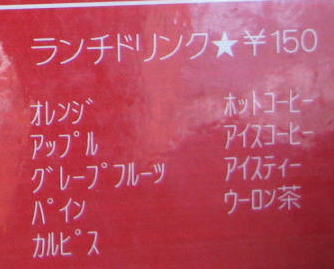 ランチドリンク★￥150
オレンジ
アップル
グレープフルーツ
パイン
カルピス
ホットコーヒー
アイスコーヒー
アイスティー
ウーロン茶